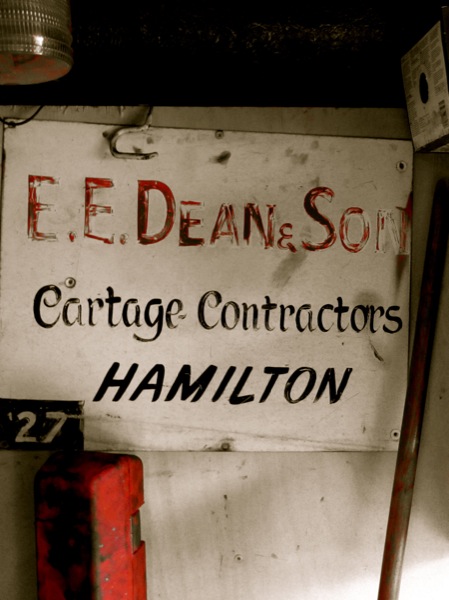 E.E. DEAN & SON
Cartage Contractors
HAMILTON
'27